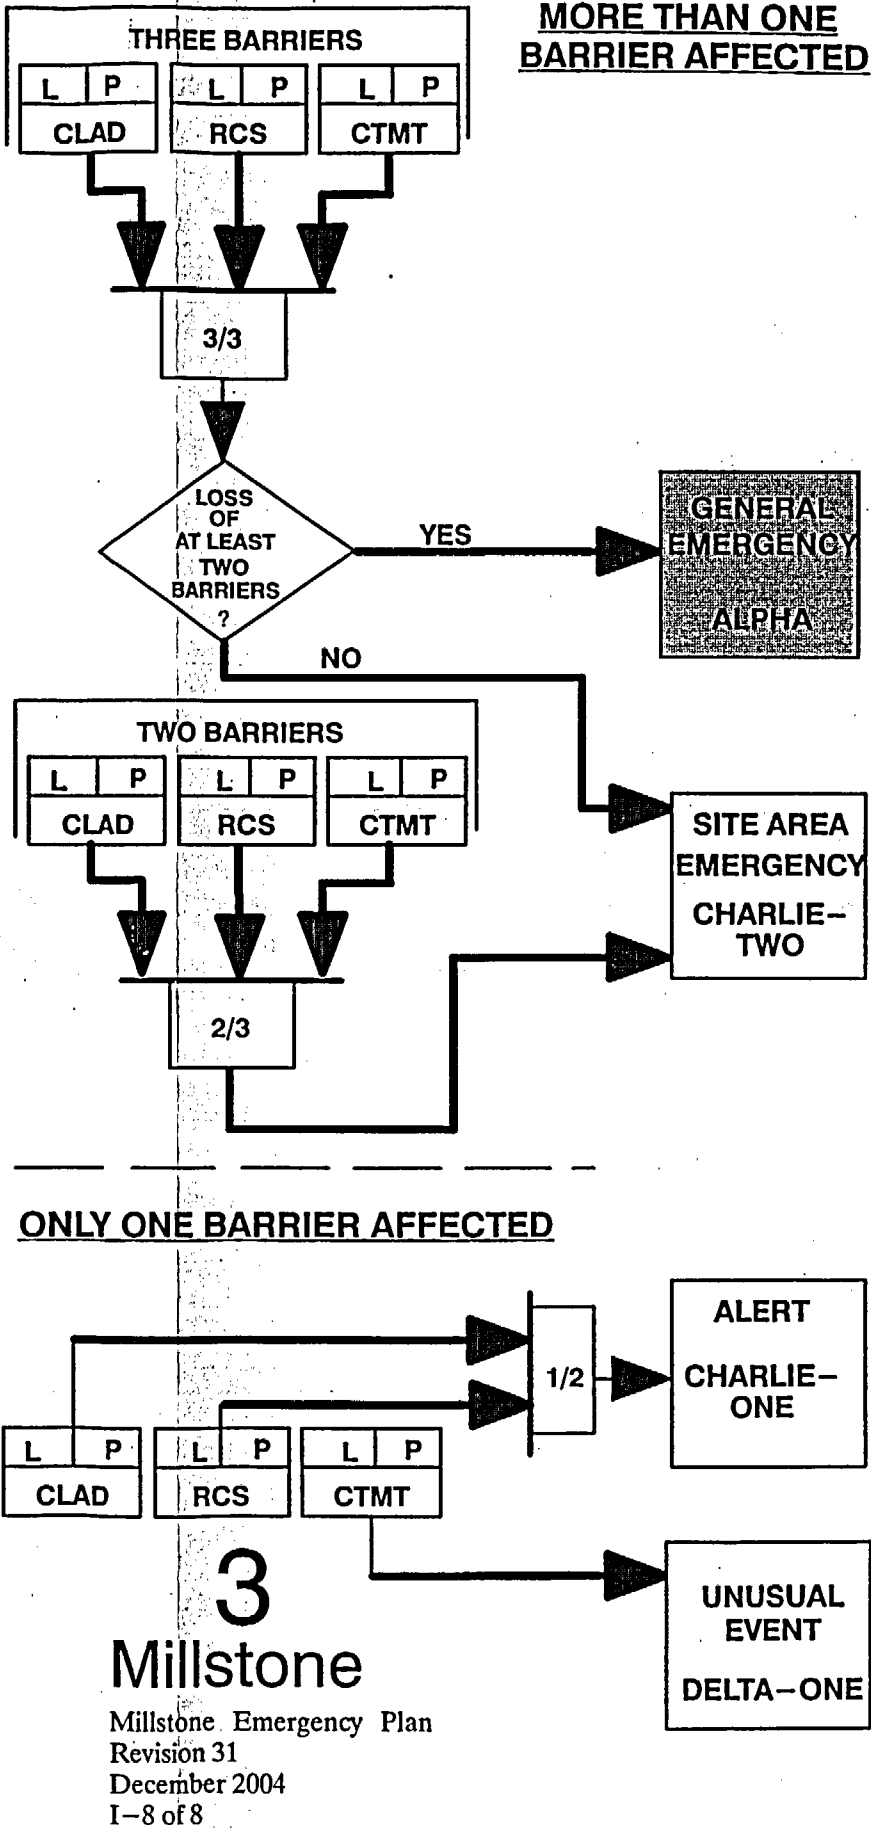 MORE THAN ONE
BARRIER AFFECTED
THREE BARRIERS
L P L P L P
CLAD RCS CTMT
3/3
LOSS
OF
AT LEAST
TWO
BARRIERS
?
YES
GENERAL
EMERGENCY
ALPHA
NO
TWO BARRIERS
L P L P L P
CLAD RCS CTMT
SITE AREA
EMERGENCY
CHARLIE–
TWO
2/3
ONLY ONE BARRIER AFFECTED
ALERT
1/2
CHARLIE–
ONE
L P L P L P
CLAD RCS CTMT
UNUSUAL
EVENT
DELTA–ONE
3
Millstone
Millstone Emergency Plan
Revision 31
December 2004
I–8 of 8